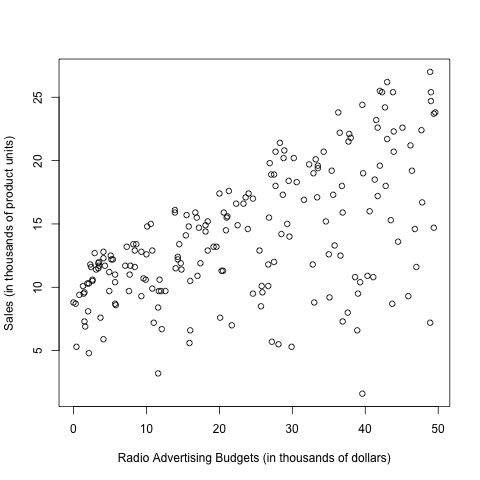 Sales (in thousands of product units)
25
20
15
10
5
0 10 20 30 40 50
Radio Advertising Budgets (in thousands of dollars)